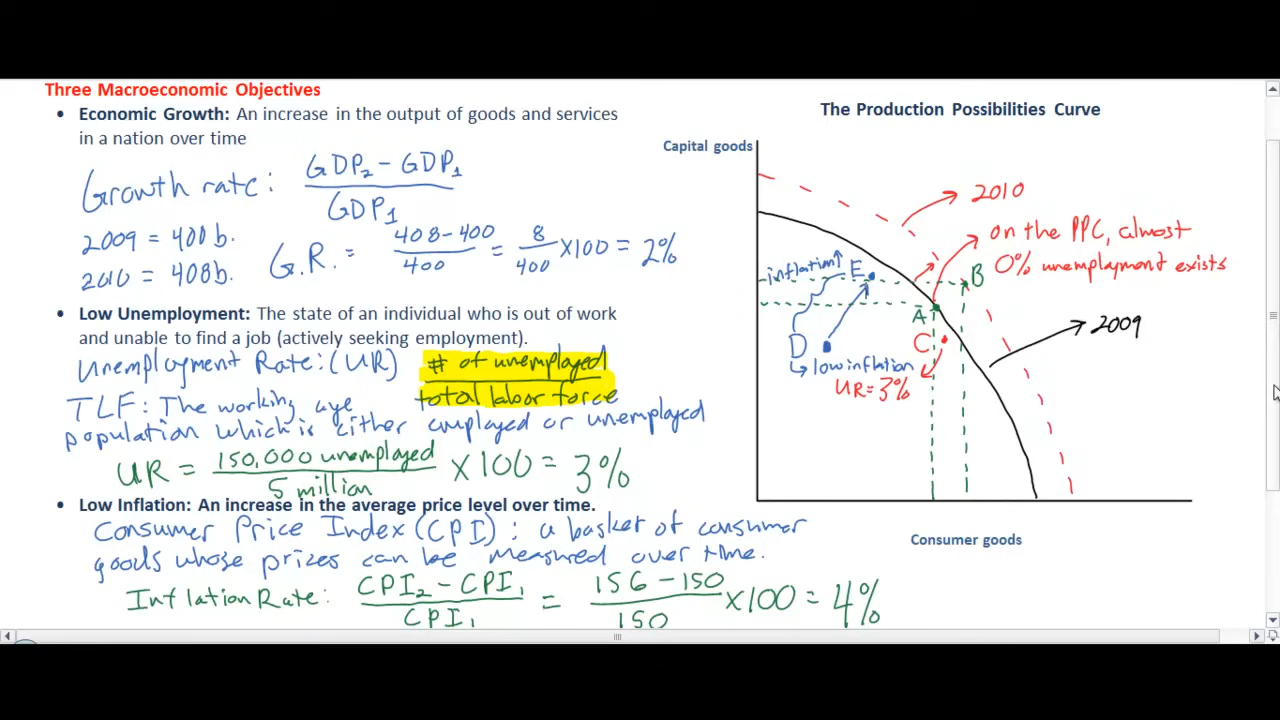 Three Macroeconomic Objectives
• Economic Growth: An increase in the output of goods and services
in a nation over time
Growth rate: GDP2 - GDP1
GDP1
2009 = 400 b.
2010 = 408 b.
G.R. = 408-400 = 8 x100 = 2%
400 400
• Low Unemployment: The state of an individual who is out of work
and unable to find a job (actively seeking employment).
Unemployment Rate: (UR) # of unemployed
total labor force
TLF: The working age
population which is either employed or unemployed
UR = 150,000 unemployed x100 = 3%
5 million
• Low Inflation: An increase in the average price level over time.
Consumer Price Index (CPI): a basket of consumer
goods whose prizes can be measured over time.
Inflation Rate: CPI2 - CPI1 = 156 - 150 x100 = 4%
CPI1 150
The Production Possibilities Curve
Capital goods
2010
on the PPC, almost
0% unemployment exists
inflation↑ E
B
A
2009
D
C
low inflation
UR = 3%
Consumer goods